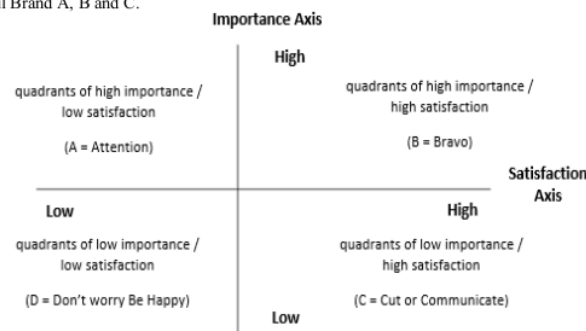 Brand A, B and C.
Importance Axis
High
quadrants of high importance /
low satisfaction
(A = Attention)
quadrants of high importance /
high satisfaction
(B = Bravo)
Satisfaction
Axis
Low
High
quadrants of low importance /
low satisfaction
(D = Don't worry Be Happy)
quadrants of low importance /
high satisfaction
(C = Cut or Communicate)
Low